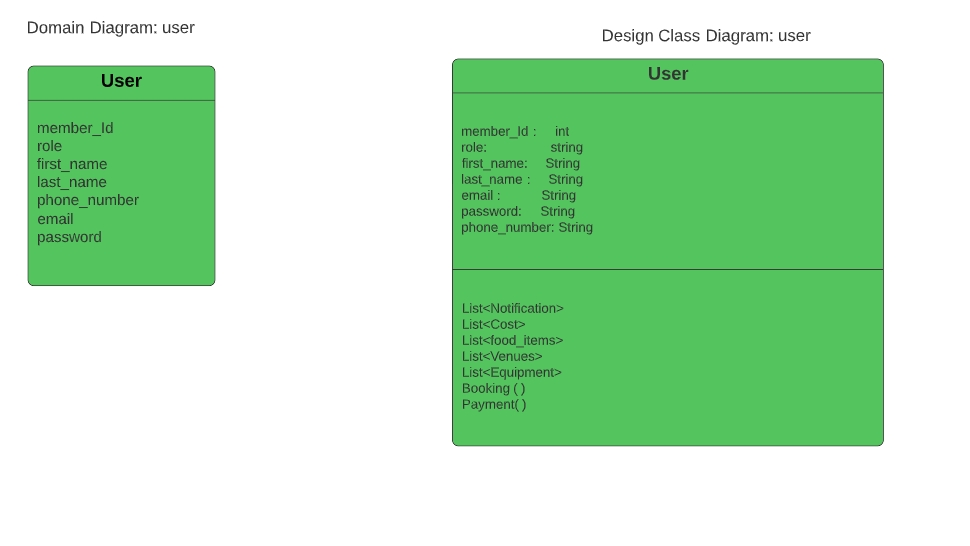 Domain Diagram: user
User
member_Id
role
first_name
last_name
phone_number
email
password
Design Class Diagram: user
User
member_Id : int
role: string
first_name: String
last_name : String
email : String
password: String
phone_number: String
List<Notification>
List<Cost>
List<food_items>
List<Venues>
List<Equipment>
Booking ( )
Payment( )